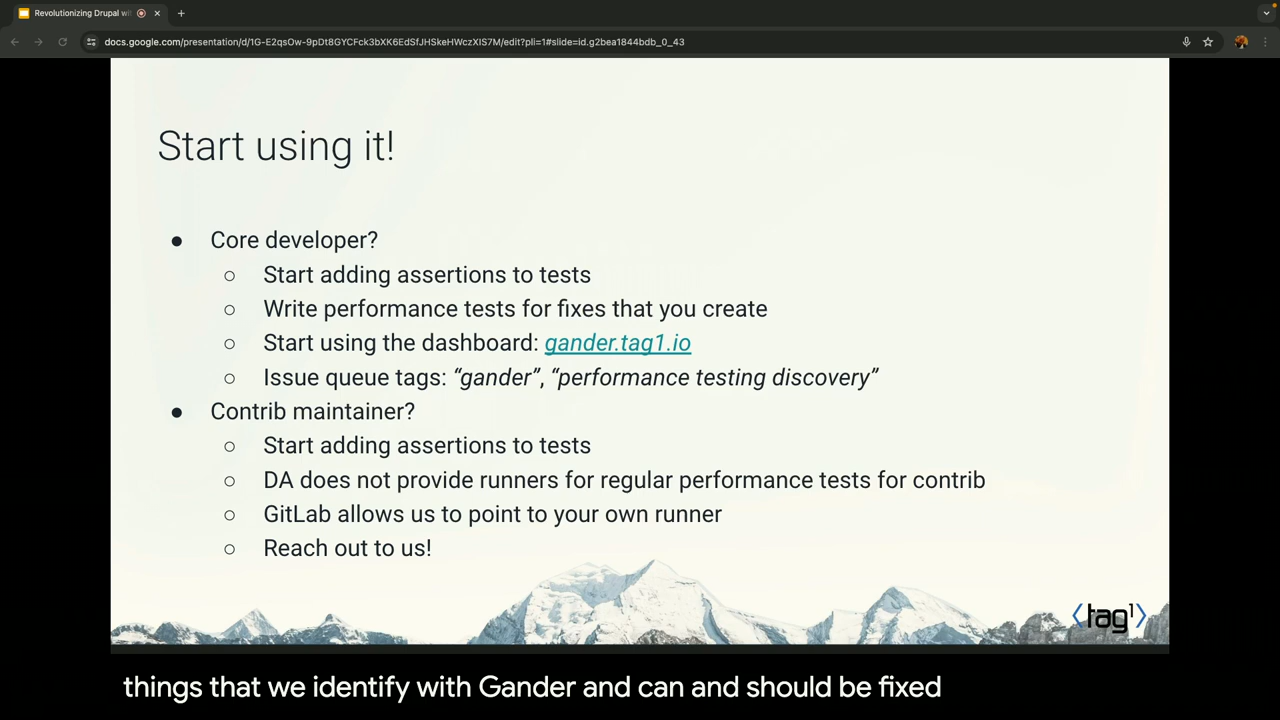 Revolutionizing Drupal wit
docs.google.com/presentation/d/1G-E2qsOw-9pDt8GYCFck3bXK6EdSfJHSkeHWczXIS7M/edit?pli=1#slide=id.g2bea1844bdb_0_43
Start using it!
● Core developer?
○ Start adding assertions to tests
○ Write performance tests for fixes that you create
○ Start using the dashboard: gander.tag1.io
○ Issue queue tags: “gander”, “performance testing discovery”
● Contrib maintainer?
○ Start adding assertions to tests
○ DA does not provide runners for regular performance tests for contrib
○ GitLab allows us to point to your own runner
○ Reach out to us!
⟨tag1⟩
things that we identify with Gander and can and should be fixed